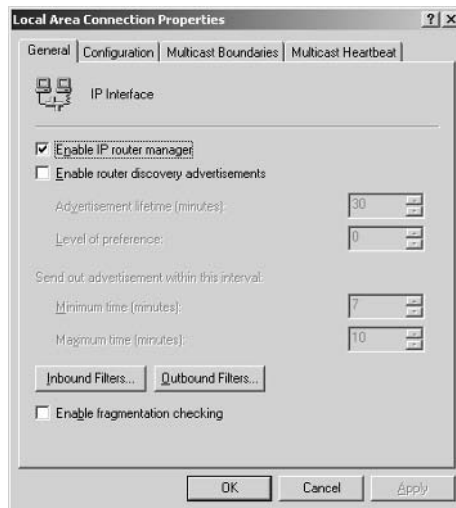 Local Area Connection Properties
General Configuration Multicast Boundaries Multicast Heartbeat
IP Interface
Enable IP router manager
Enable router discovery advertisements
Advertisement lifetime (minutes): 30
Level of preference: 0
Send out advertisement within this interval:
Minimum time (minutes): 7
Maximum time (minutes): 10
Inbound Filters... Outbound Filters...
Enable fragmentation checking
OK Cancel Apply